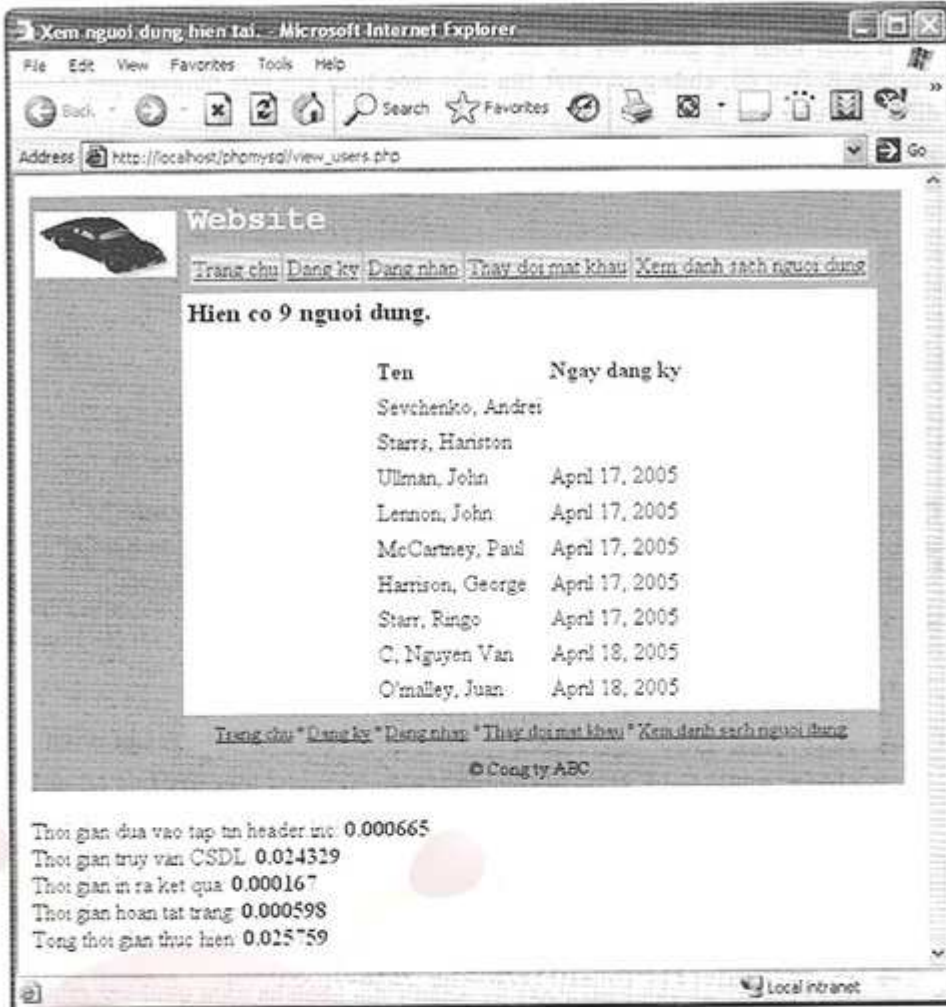 Xem nguoi dung hien tai. - Microsoft Internet Explorer
File Edit View Favorites Tools Help
Back Search Favorites »
Address http://localhost/phpmysql/view_users.php Go
Website
Trang chu Dang ky Dang nhap Thay doi mat khau Xem danh sach nguoi dung
Hien co 9 nguoi dung.
Ten Ngay dang ky
Sevchenko, Andrei
Starrs, Hariston
Ullman, John April 17, 2005
Lennon, John April 17, 2005
McCartney, Paul April 17, 2005
Harrison, George April 17, 2005
Starr, Ringo April 17, 2005
C, Nguyen Van April 18, 2005
O'malley, Juan April 18, 2005
Trang chu * Dang ky * Dang nhap * Thay doi mat khau * Xem danh sach nguoi dung
© Cong ty ABC
Thoi gian dua vao tap tin header.inc: 0.000665
Thoi gian truy van CSDL: 0.024329
Thoi gian in ra ket qua: 0.000167
Thoi gian hoan tat trang: 0.000598
Tong thoi gian thuc hien: 0.025759
Local intranet